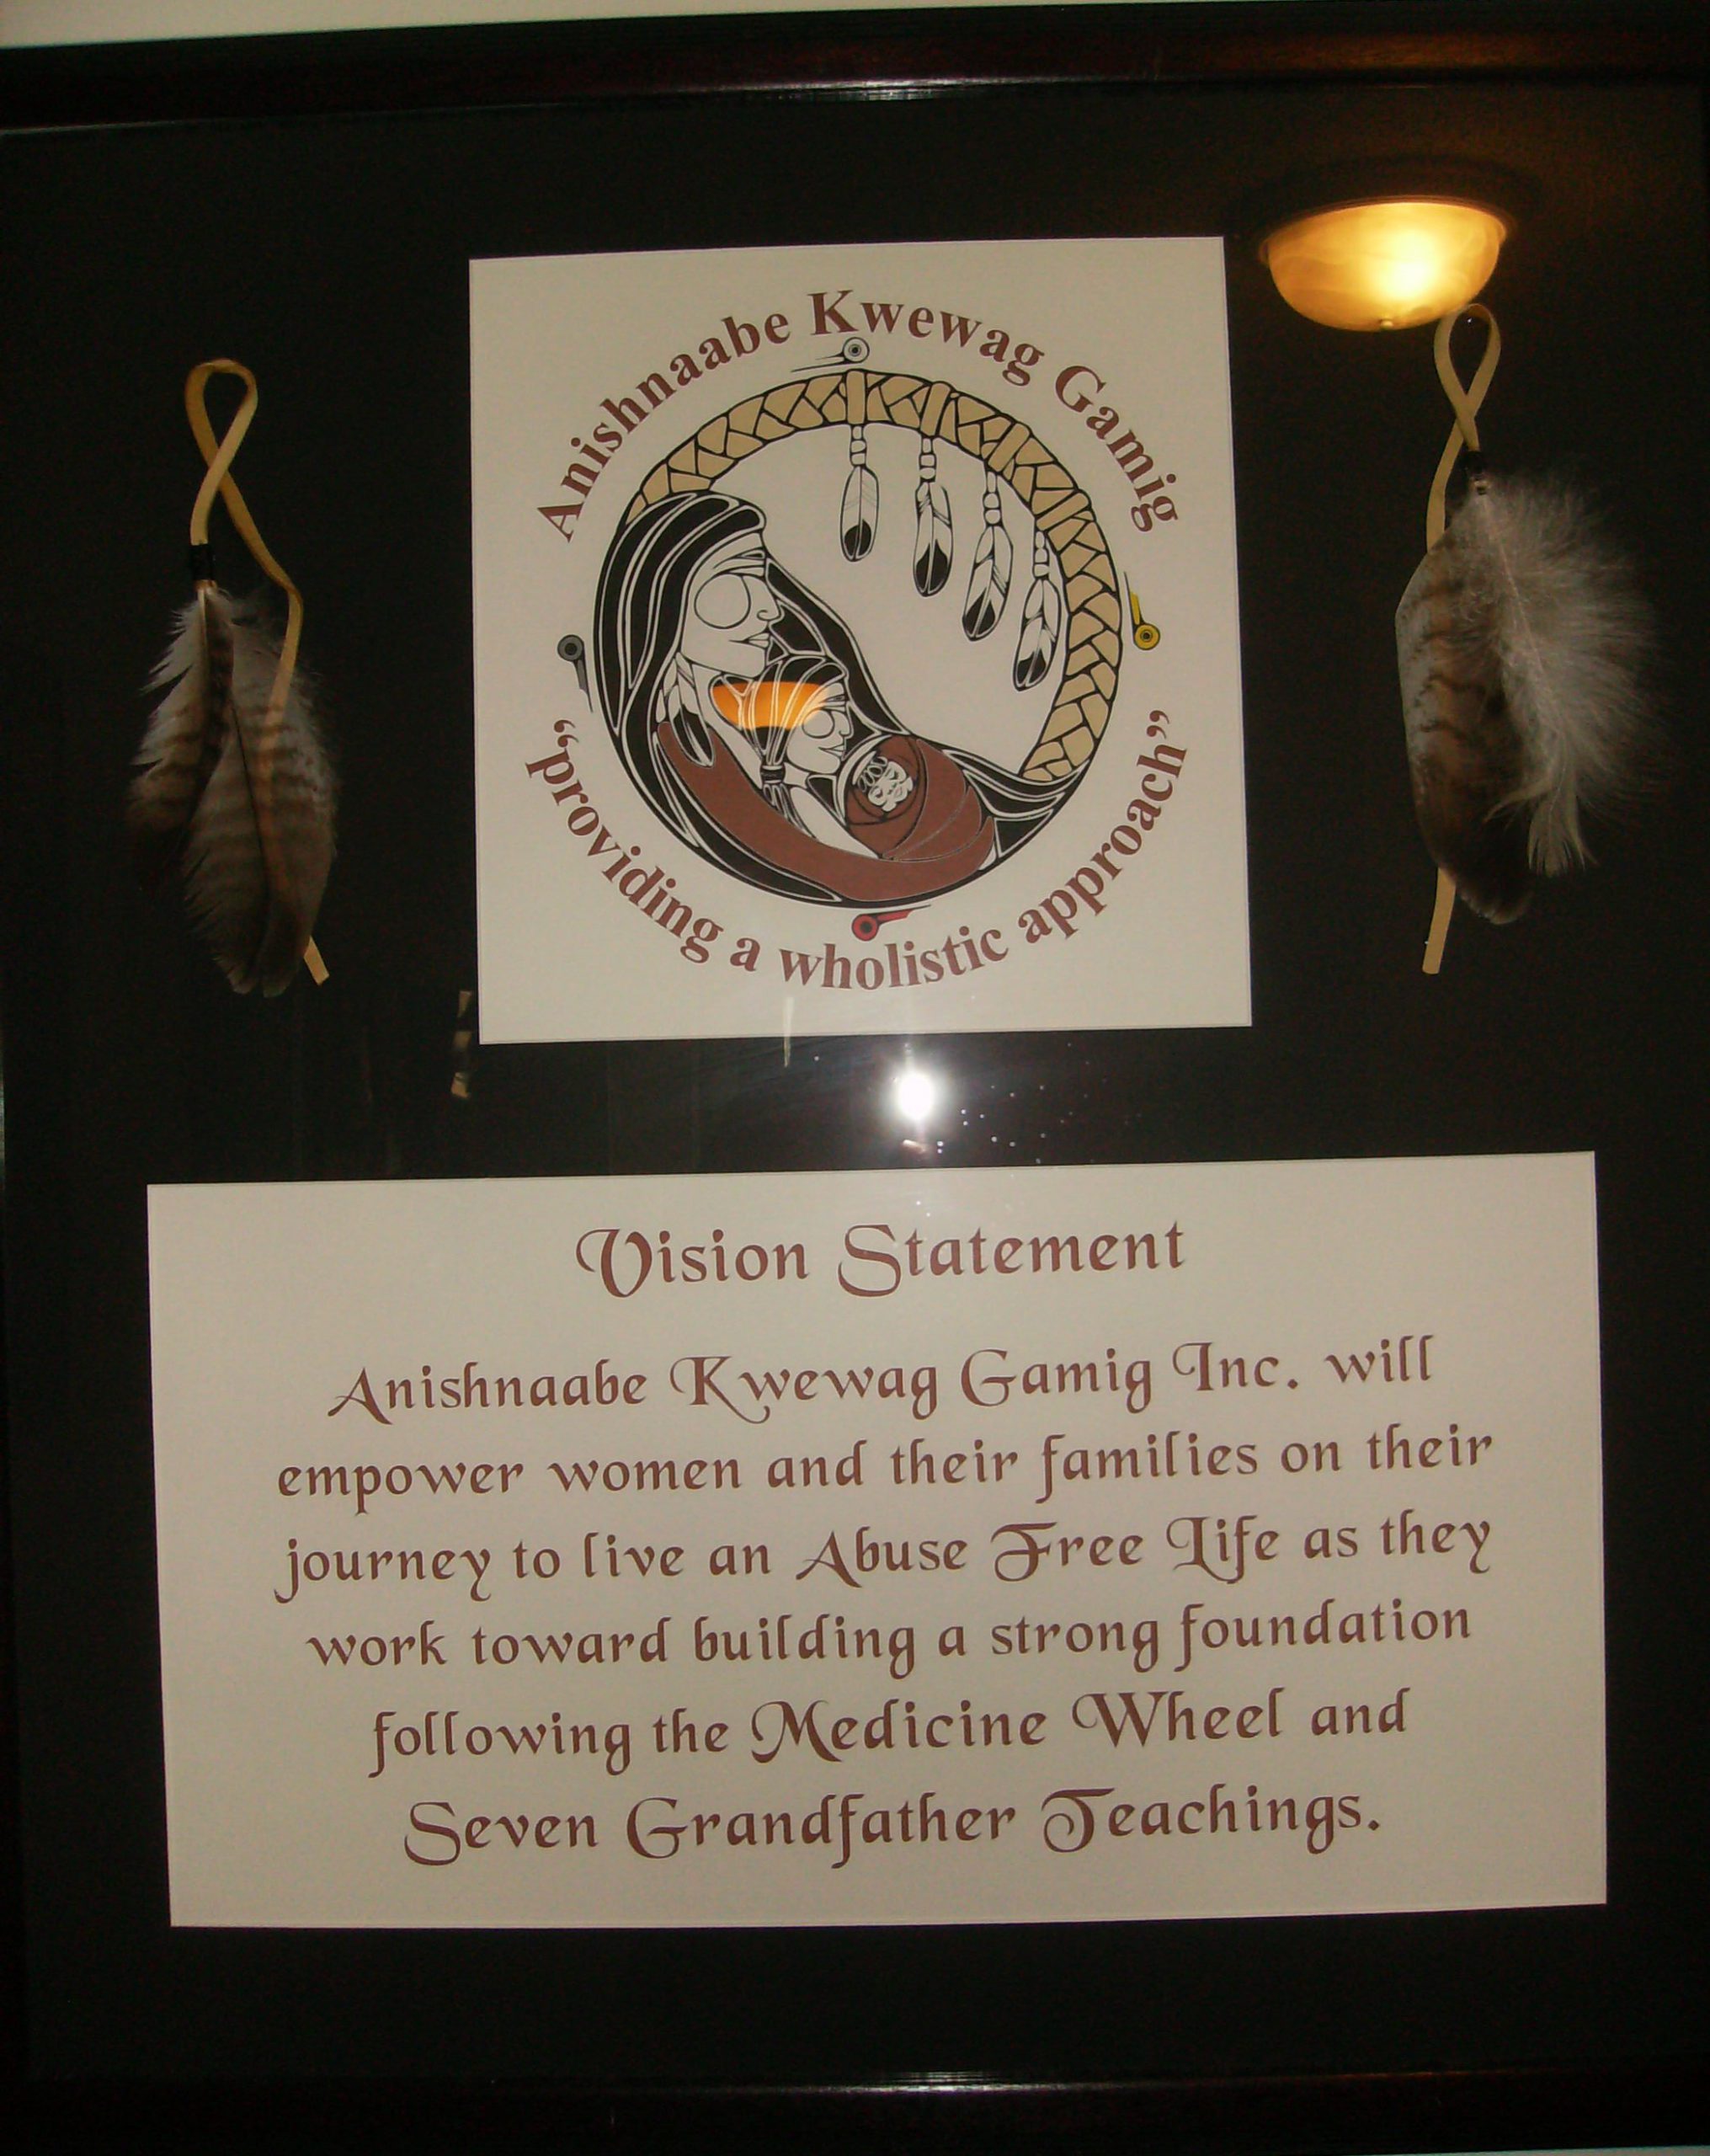 Anishnaabe Kwewag Gamig
“providing a wholistic approach”
Vision Statement
Anishnaabe Kwewag Gamig Inc. will
empower women and their families on their
journey to live an Abuse Free Life as they
work toward building a strong foundation
following the Medicine Wheel and
Seven Grandfather Teachings.